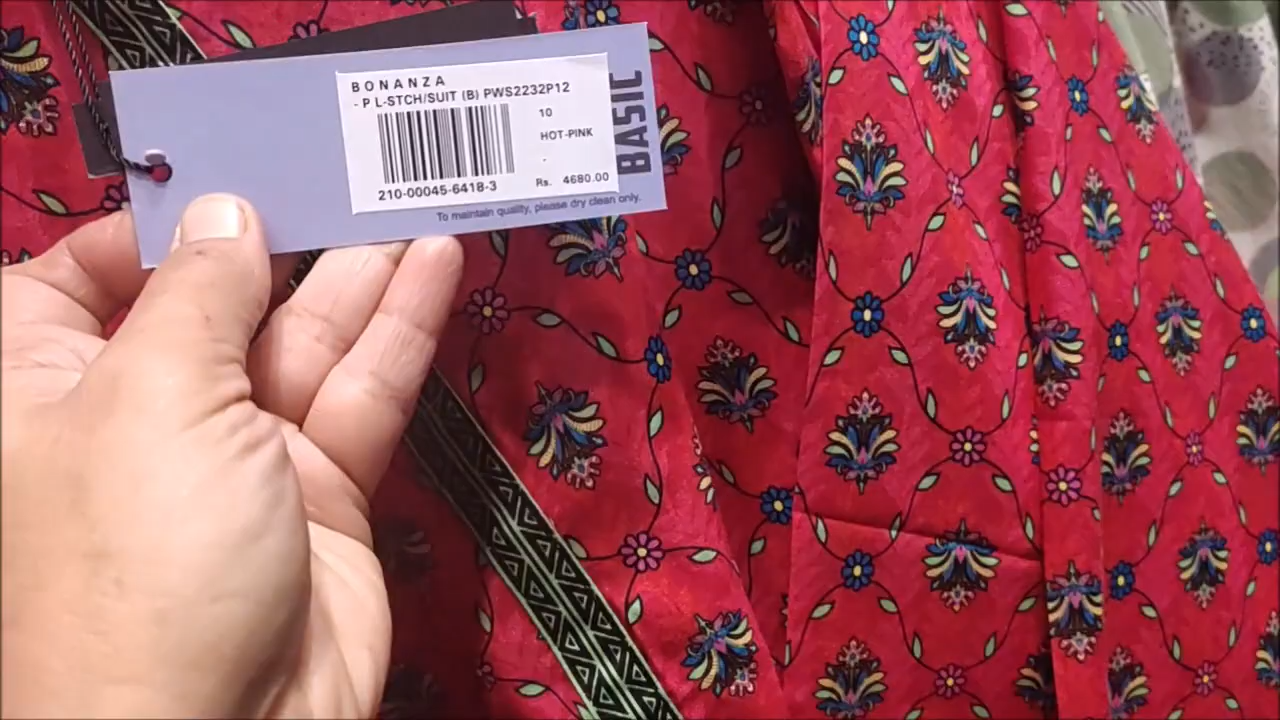 BONANZA
- P L-STCH/SUIT (B) PWS2232P12
10
HOT-PINK
-
210-00045-6418-3
Rs. 4680.00
BASIC
To maintain quality, please dry clean only.